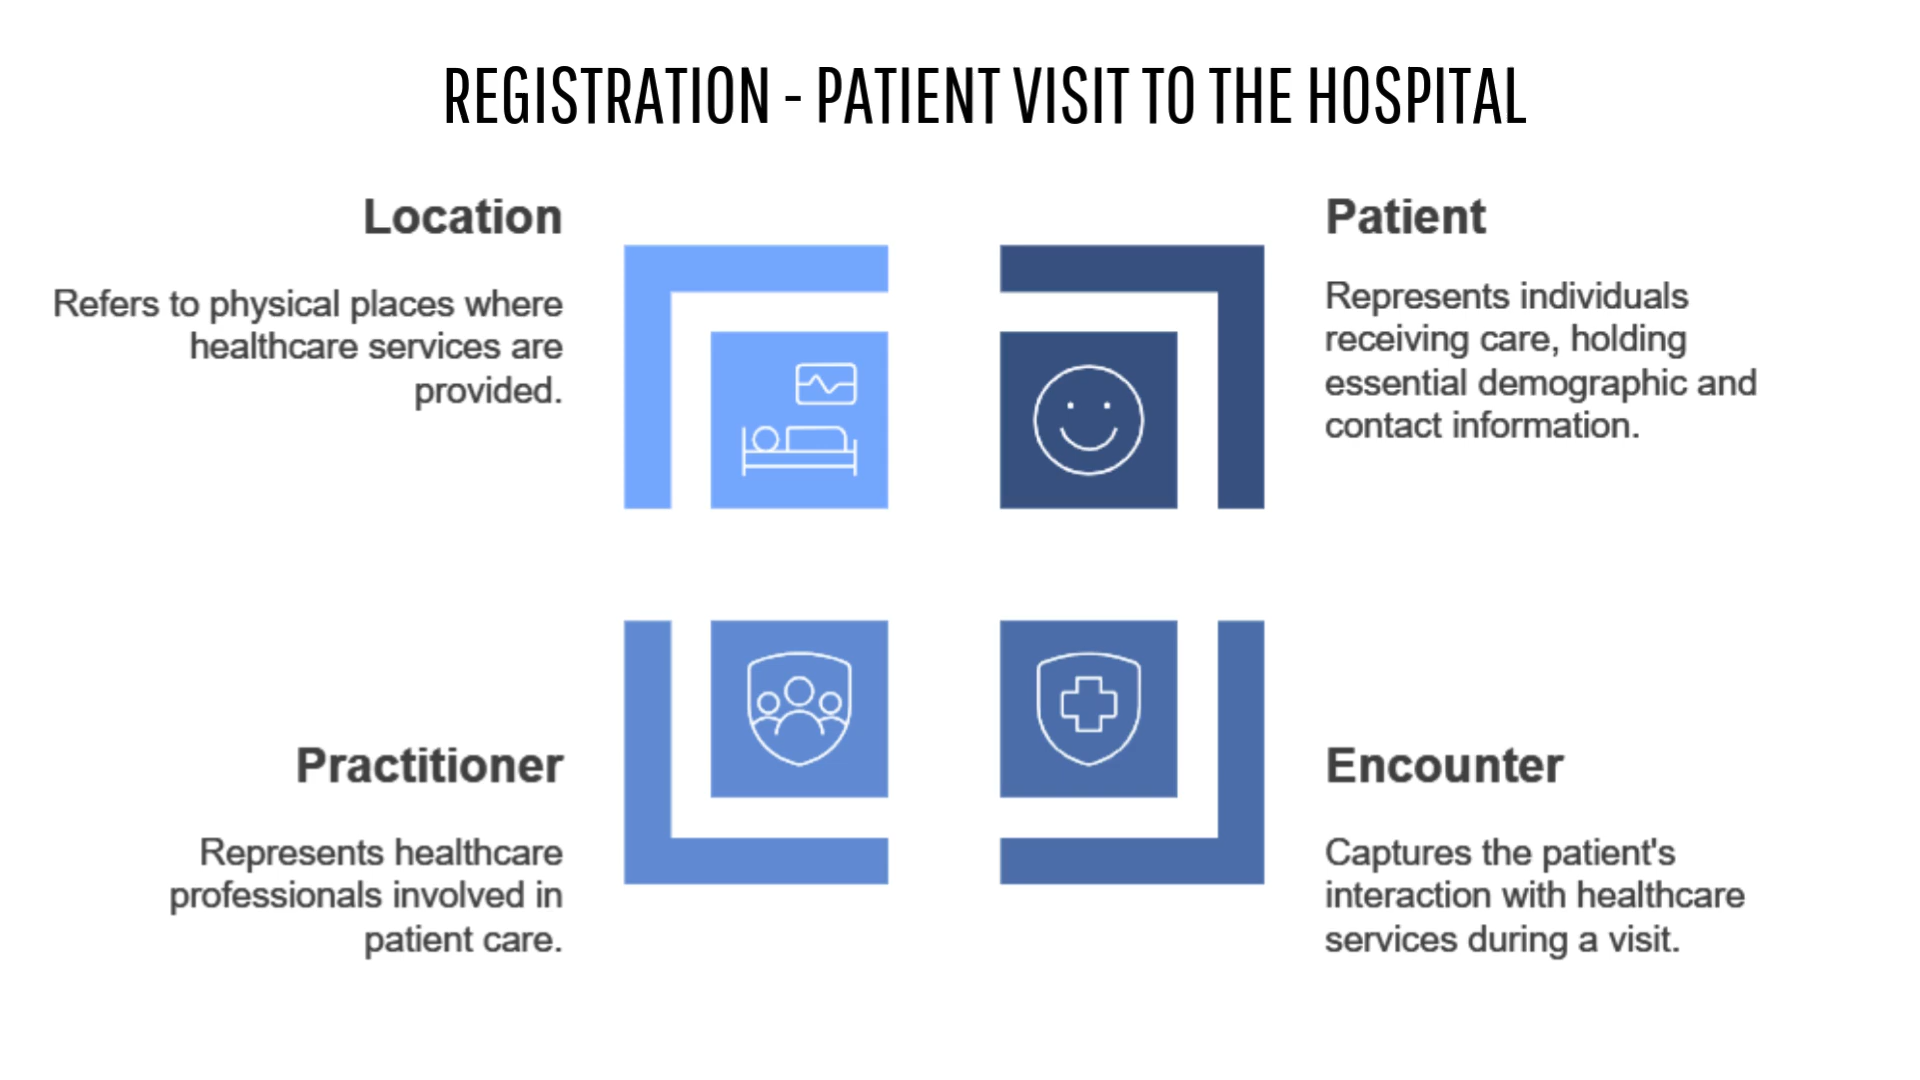 REGISTRATION - PATIENT VISIT TO THE HOSPITAL
Location
Refers to physical places where
healthcare services are
provided.
Patient
Represents individuals
receiving care, holding
essential demographic and
contact information.
Practitioner
Represents healthcare
professionals involved in
patient care.
Encounter
Captures the patient's
interaction with healthcare
services during a visit.